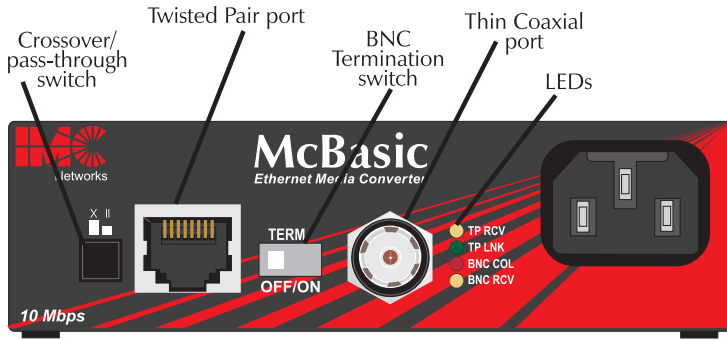 Twisted Pair port
Crossover/
pass-through
switch
BNC
Termination
switch
Thin Coaxial
port
LEDs
IMC
Networks
McBasic
Ethernet Media Converter
X II
TERM
OFF/ON
TP RCV
TP LNK
BNC COL
BNC RCV
10 Mbps